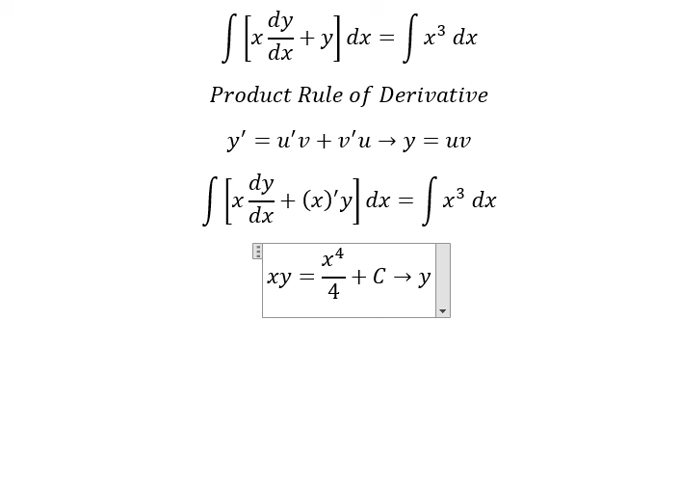 ∫[x dy/dx + y] dx = ∫ x³ dx
Product Rule of Derivative
y′ = u′v + v′u → y = uv
∫[x dy/dx + (x)′y] dx = ∫ x³ dx
xy = x⁴/4 + C → y